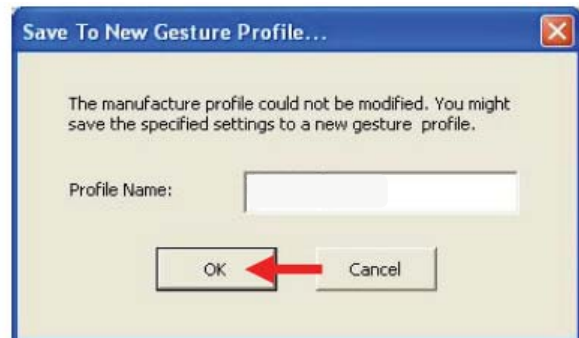 Save To New Gesture Profile...
The manufacture profile could not be modified. You might
save the specified settings to a new gesture profile.
Profile Name:
OK
Cancel